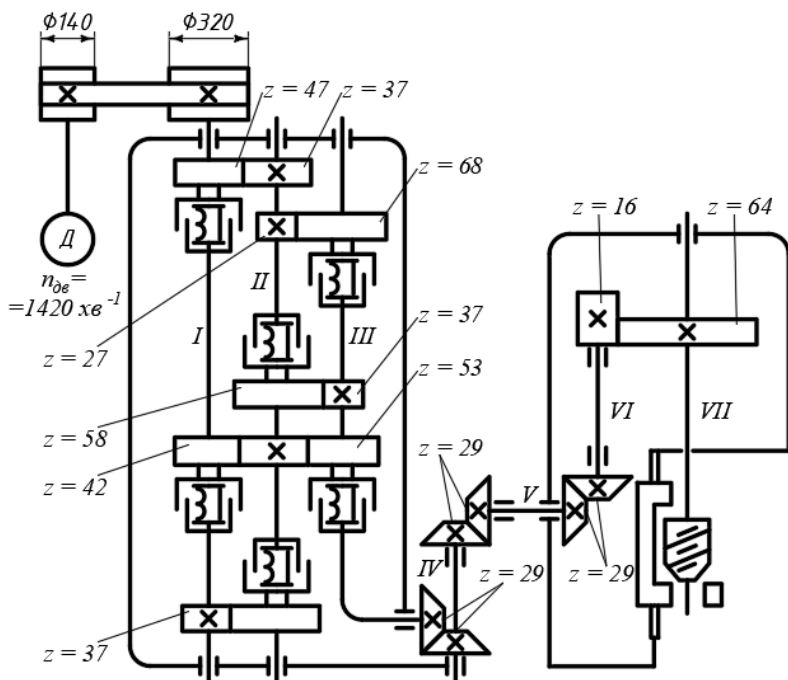 Ф140
Ф320
z = 47
z = 37
z = 68
z = 16
z = 64
Д
nдв =
=1420 хв⁻¹
II
I
III
z = 37
z = 27
z = 53
VI
VII
z = 58
z = 29
V
z = 42
IV
z = 29
z = 29
z = 37